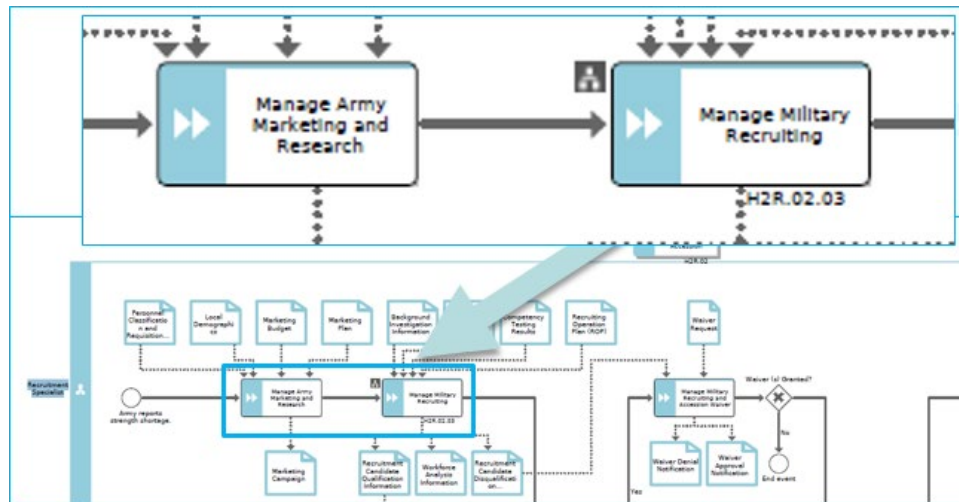 Manage Army
Marketing and
Research
Manage Military
Recruiting
H2R.02.03
H2R.02
Personnel
Classificatio
n and
Requisition...
Local
Demographi
cs
Marketing
Budget
Marketing
Plan
Background
Investigation
Information
Competency
Testing
Results
Recruiting
Operation
Plan (ROP)
Waiver
Request
Recruitment
Specialist
Army reports
strength shortage.
Manage Army
Marketing and
Research
Manage Military
Recruiting
H2R.02.03
Manage Military
Recruiting and
Accession Waiver
Waiver (s) Granted?
No
Yes
End event
Marketing
Campaign
Recruitment
Candidate
Qualification
Information
Workforce
Analysis
Information
Recruitment
Candidate
Disqualificati
on...
Waiver Denial
Notification
Waiver
Approval
Notification